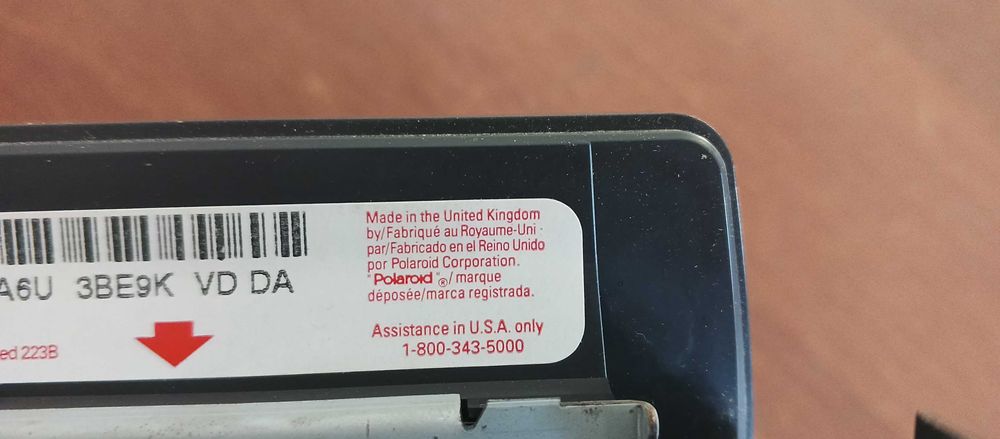 A6U 3BE9K VD DA
ed 223B
Made in the United Kingdom
by/Fabriqué au Royaume-Uni
par/Fabricado en el Reino Unido
por Polaroid Corporation.
"Polaroid"®/marque
déposée/marca registrada.
Assistance in U.S.A. only
1-800-343-5000